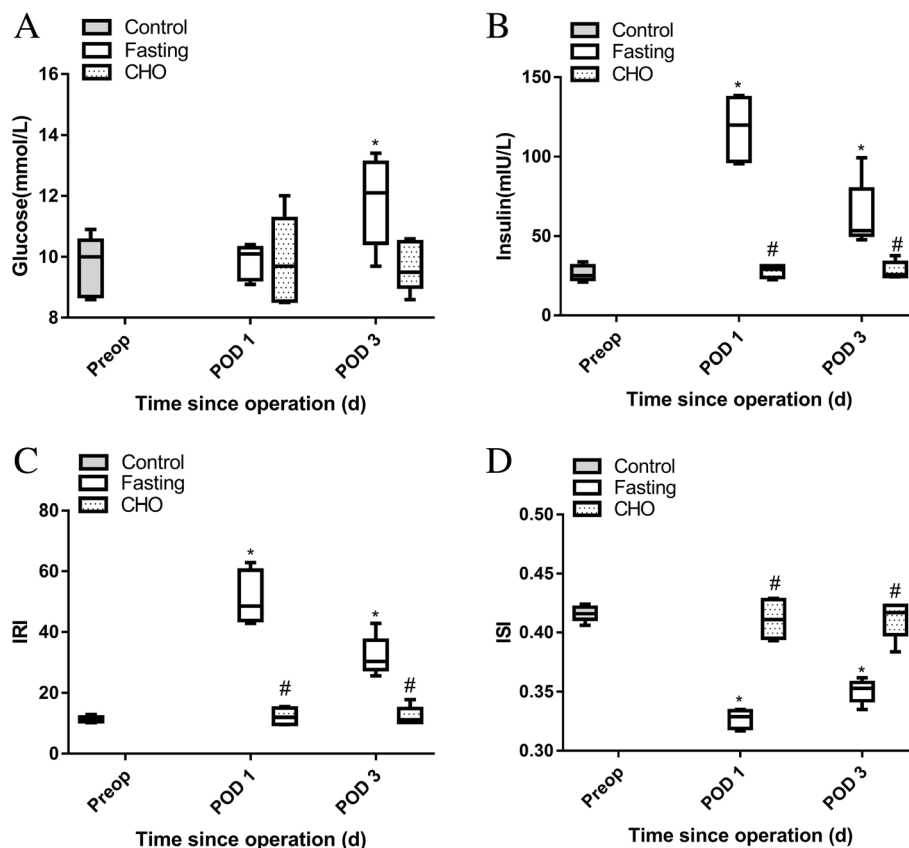 A
Control
Fasting
CHO
16
14
12
10
8
Glucose(mmol/L)
*
Preop
POD 1
POD 3
Time since operation (d)
B
Control
Fasting
CHO
150
100
50
0
Insulin(mIU/L)
*
*
#
#
Preop
POD 1
POD 3
Time since operation (d)
C
Control
Fasting
CHO
80
60
40
20
0
IRI
*
*
#
#
Preop
POD 1
POD 3
Time since operation (d)
D
Control
Fasting
CHO
0.50
0.45
0.40
0.35
0.30
ISI
#
#
*
*
Preop
POD 1
POD 3
Time since operation (d)